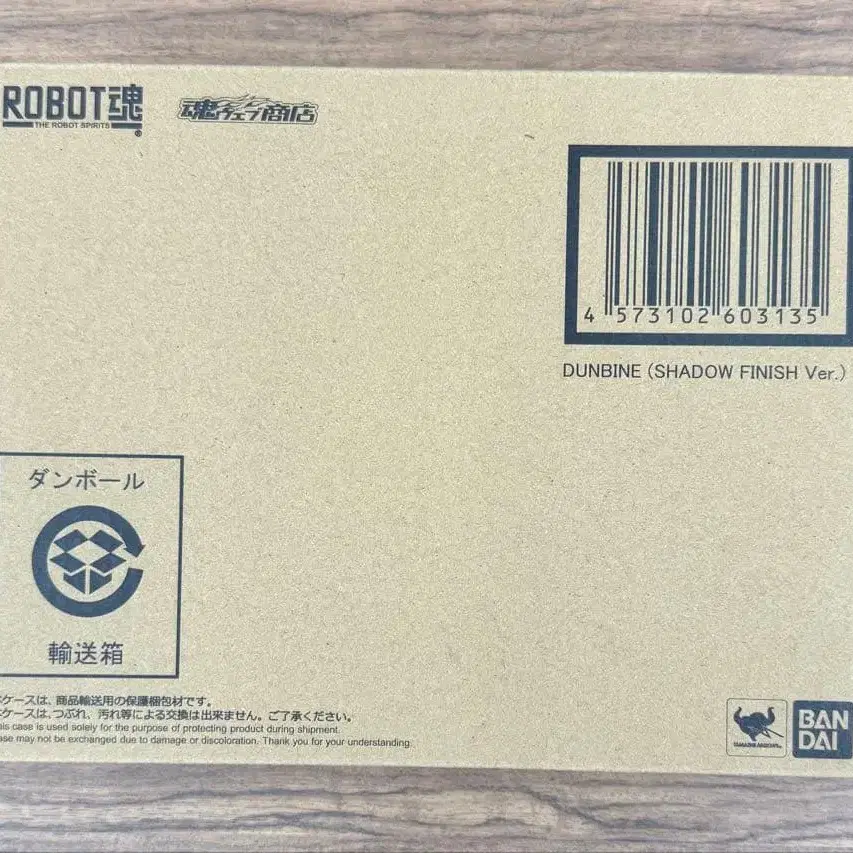 ROBOT魂
THE ROBOT SPIRITS
魂ウェブ商店
4 573102 603135
DUNBINE (SHADOW FINISH Ver.)
ダンボール
輸送箱
ケースは、商品輸送用の保護梱包材です。
ケースは、つぶれ、汚れ等による交換は出来ません。ご了承ください。
is case is used solely for the purpose of protecting product during shipment.
ase may not be exchanged due to damage or discoloration. Thank you for your understanding.
TAMASHII NATIONS
BAN
DAI